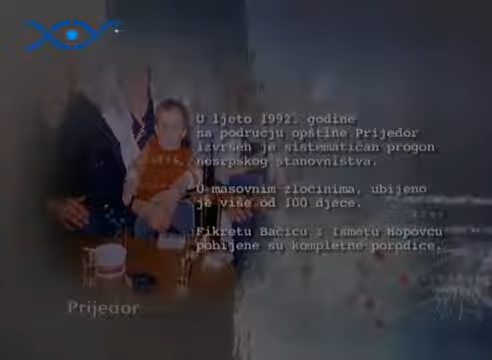 U ljeto 1992. godine
na području opštine Prijedor
izvršen je sistematičan progon
nesrpskog stanovništva.
U masovnim zločinima, ubijeno
je više od 100 djece.
Fikretu Bačiću i Ismetu Kopovcu
pobijene su kompletne porodice.
Prijedor